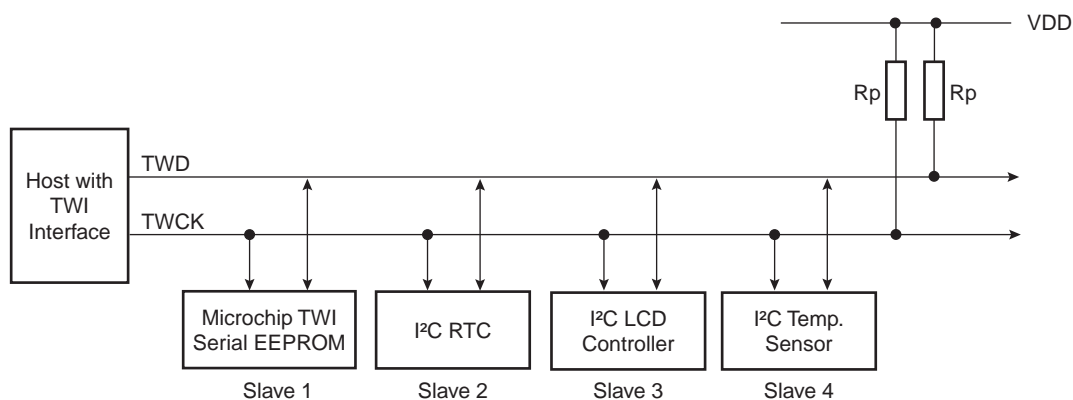 VDD
Rp
Rp
Host with
TWI
Interface
TWD
TWCK
Microchip TWI
Serial EEPROM
Slave 1
I²C RTC
Slave 2
I²C LCD
Controller
Slave 3
I²C Temp.
Sensor
Slave 4